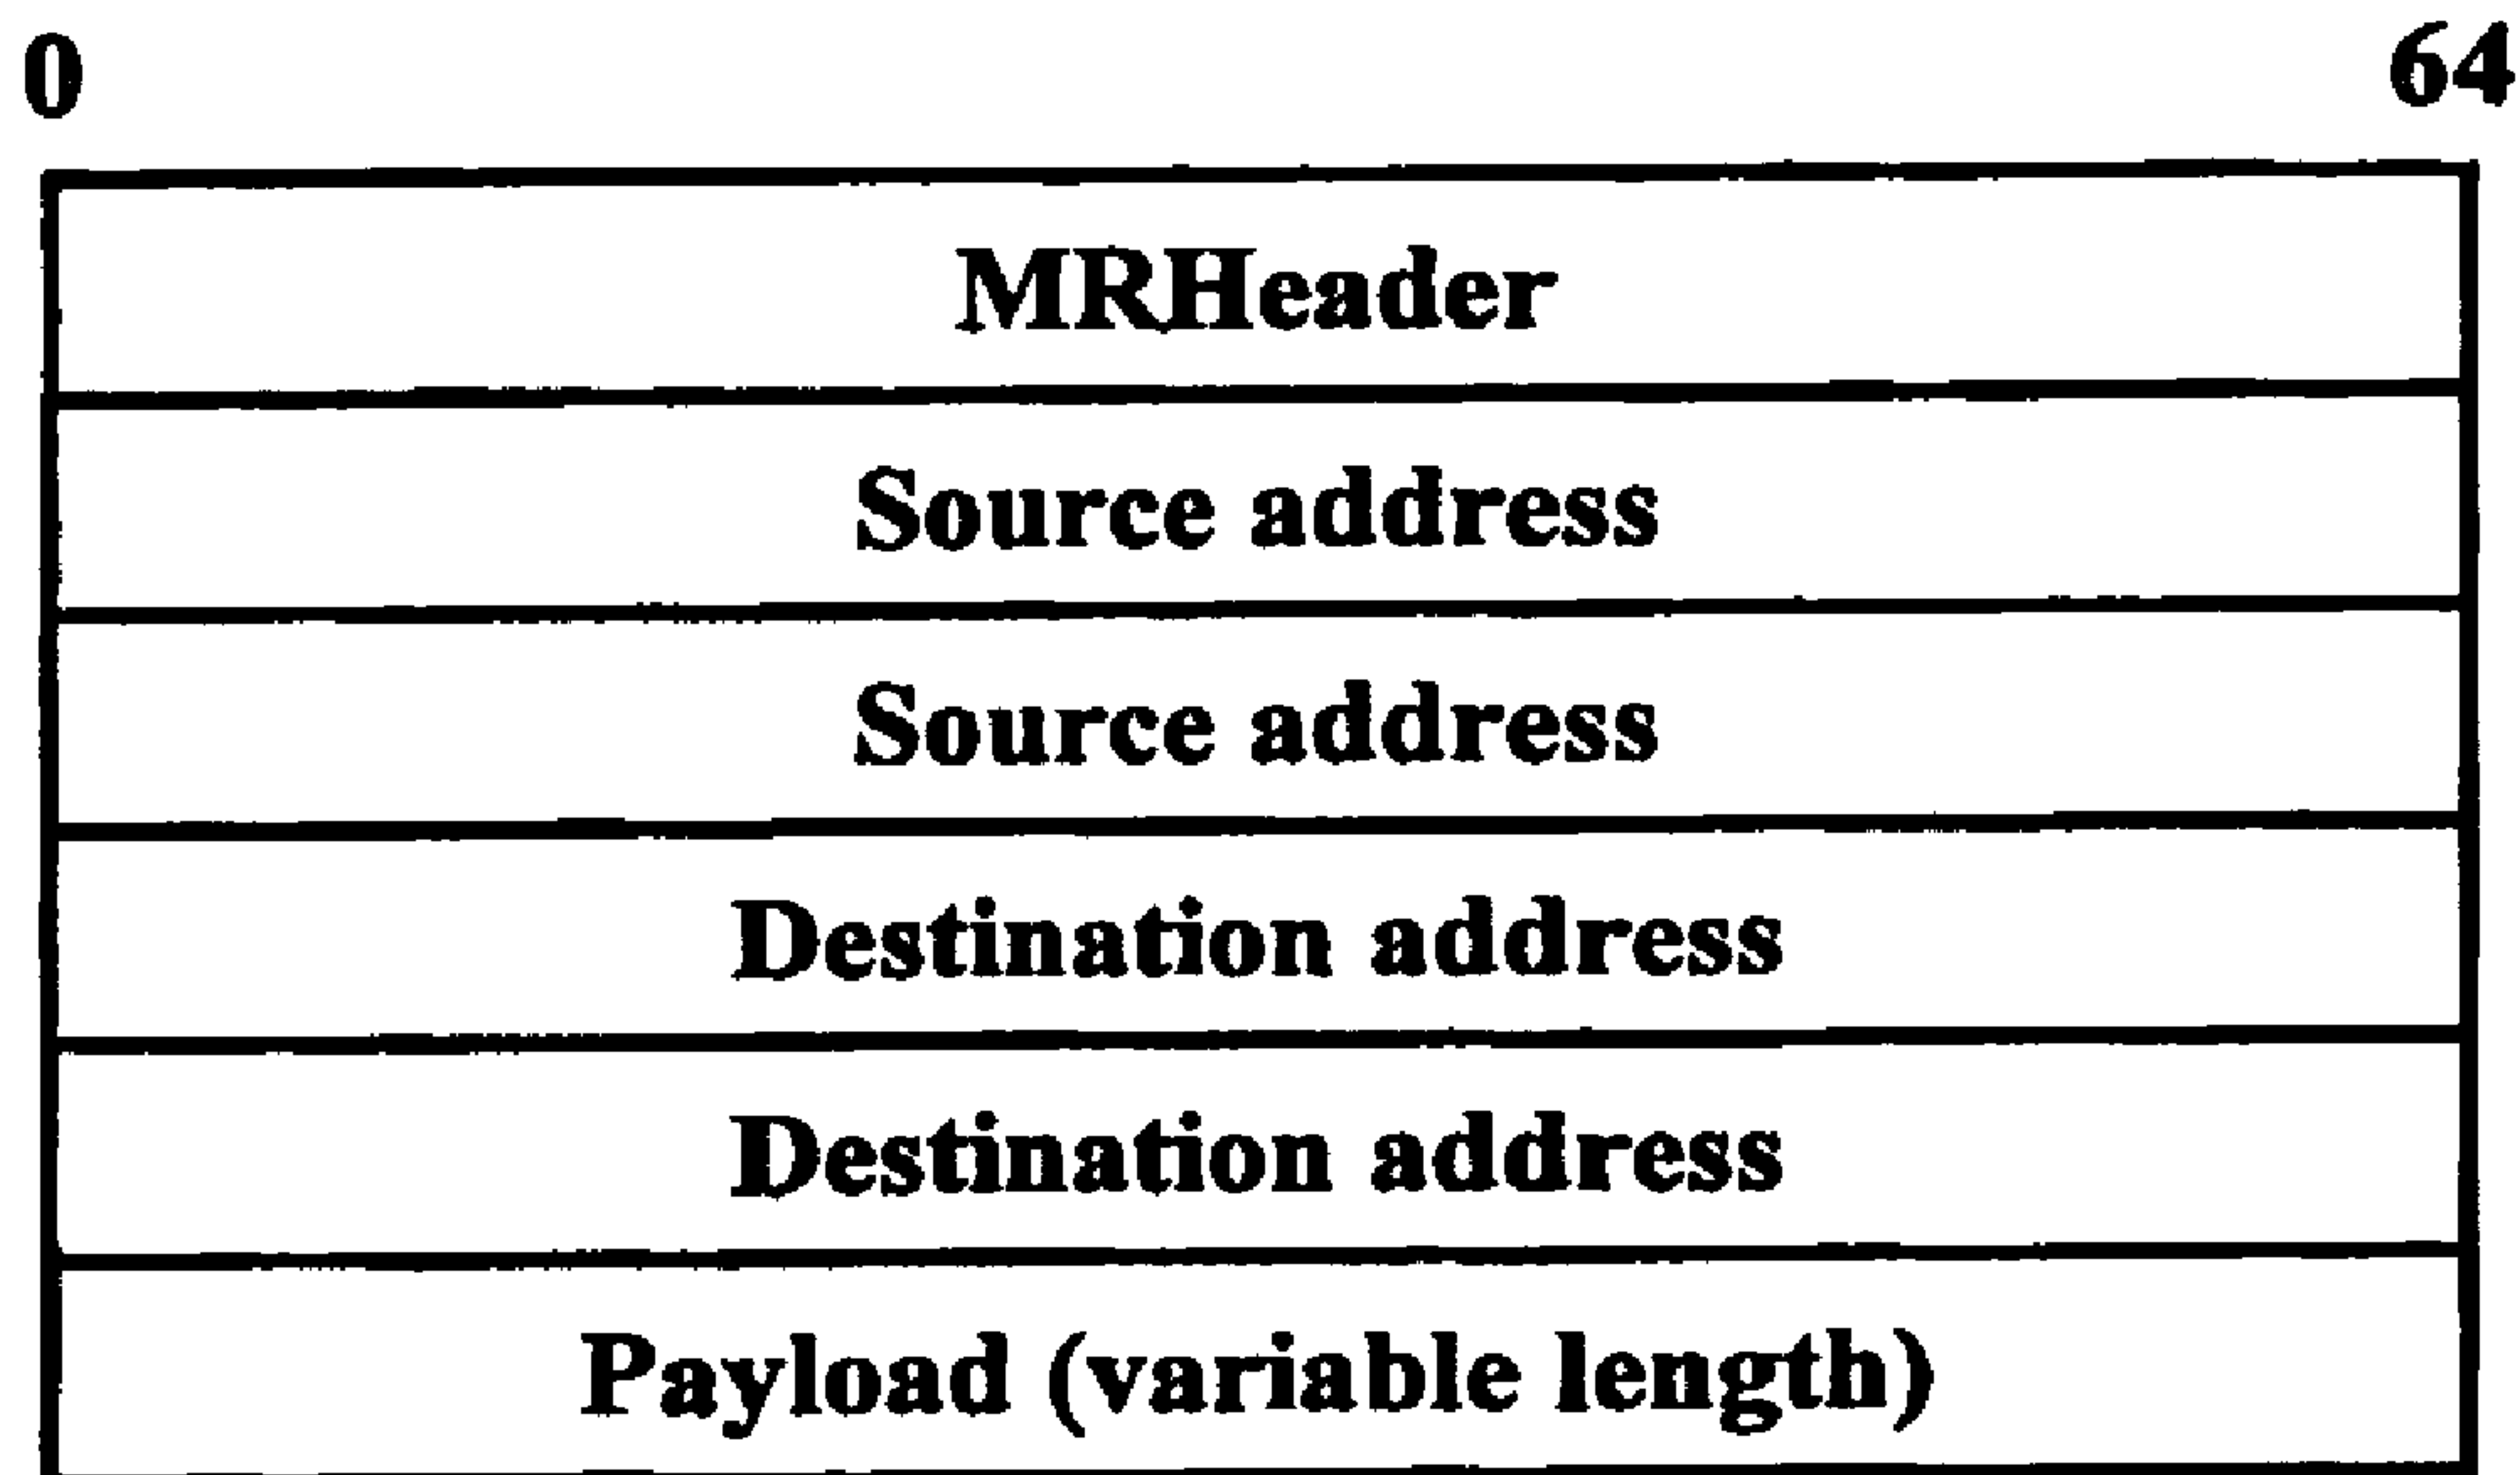 0 64
MRHeader
Source address
Source address
Destination address
Destination address
Payload (variable length)